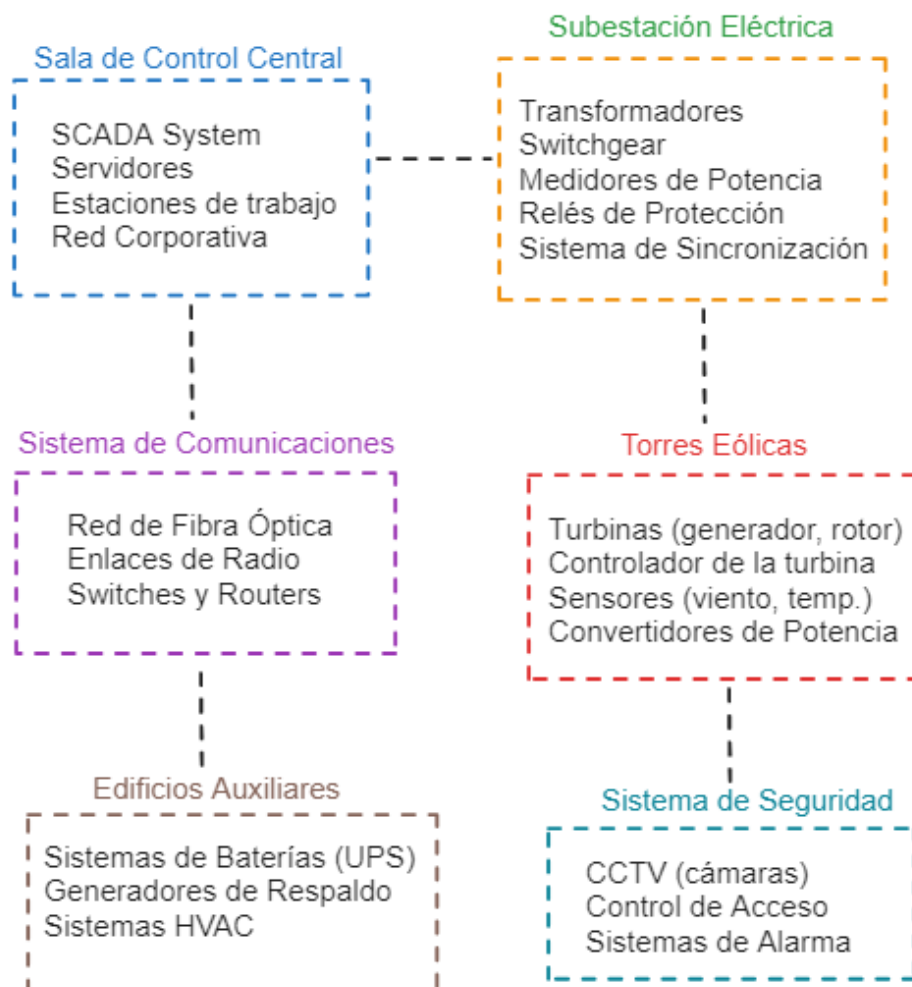 Sala de Control Central
SCADA System
Servidores
Estaciones de trabajo
Red Corporativa
Subestación Eléctrica
Transformadores
Switchgear
Medidores de Potencia
Relés de Protección
Sistema de Sincronización
Sistema de Comunicaciones
Red de Fibra Óptica
Enlaces de Radio
Switches y Routers
Torres Eólicas
Turbinas (generador, rotor)
Controlador de la turbina
Sensores (viento, temp.)
Convertidores de Potencia
Edificios Auxiliares
Sistemas de Baterías (UPS)
Generadores de Respaldo
Sistemas HVAC
Sistema de Seguridad
CCTV (cámaras)
Control de Acceso
Sistemas de Alarma